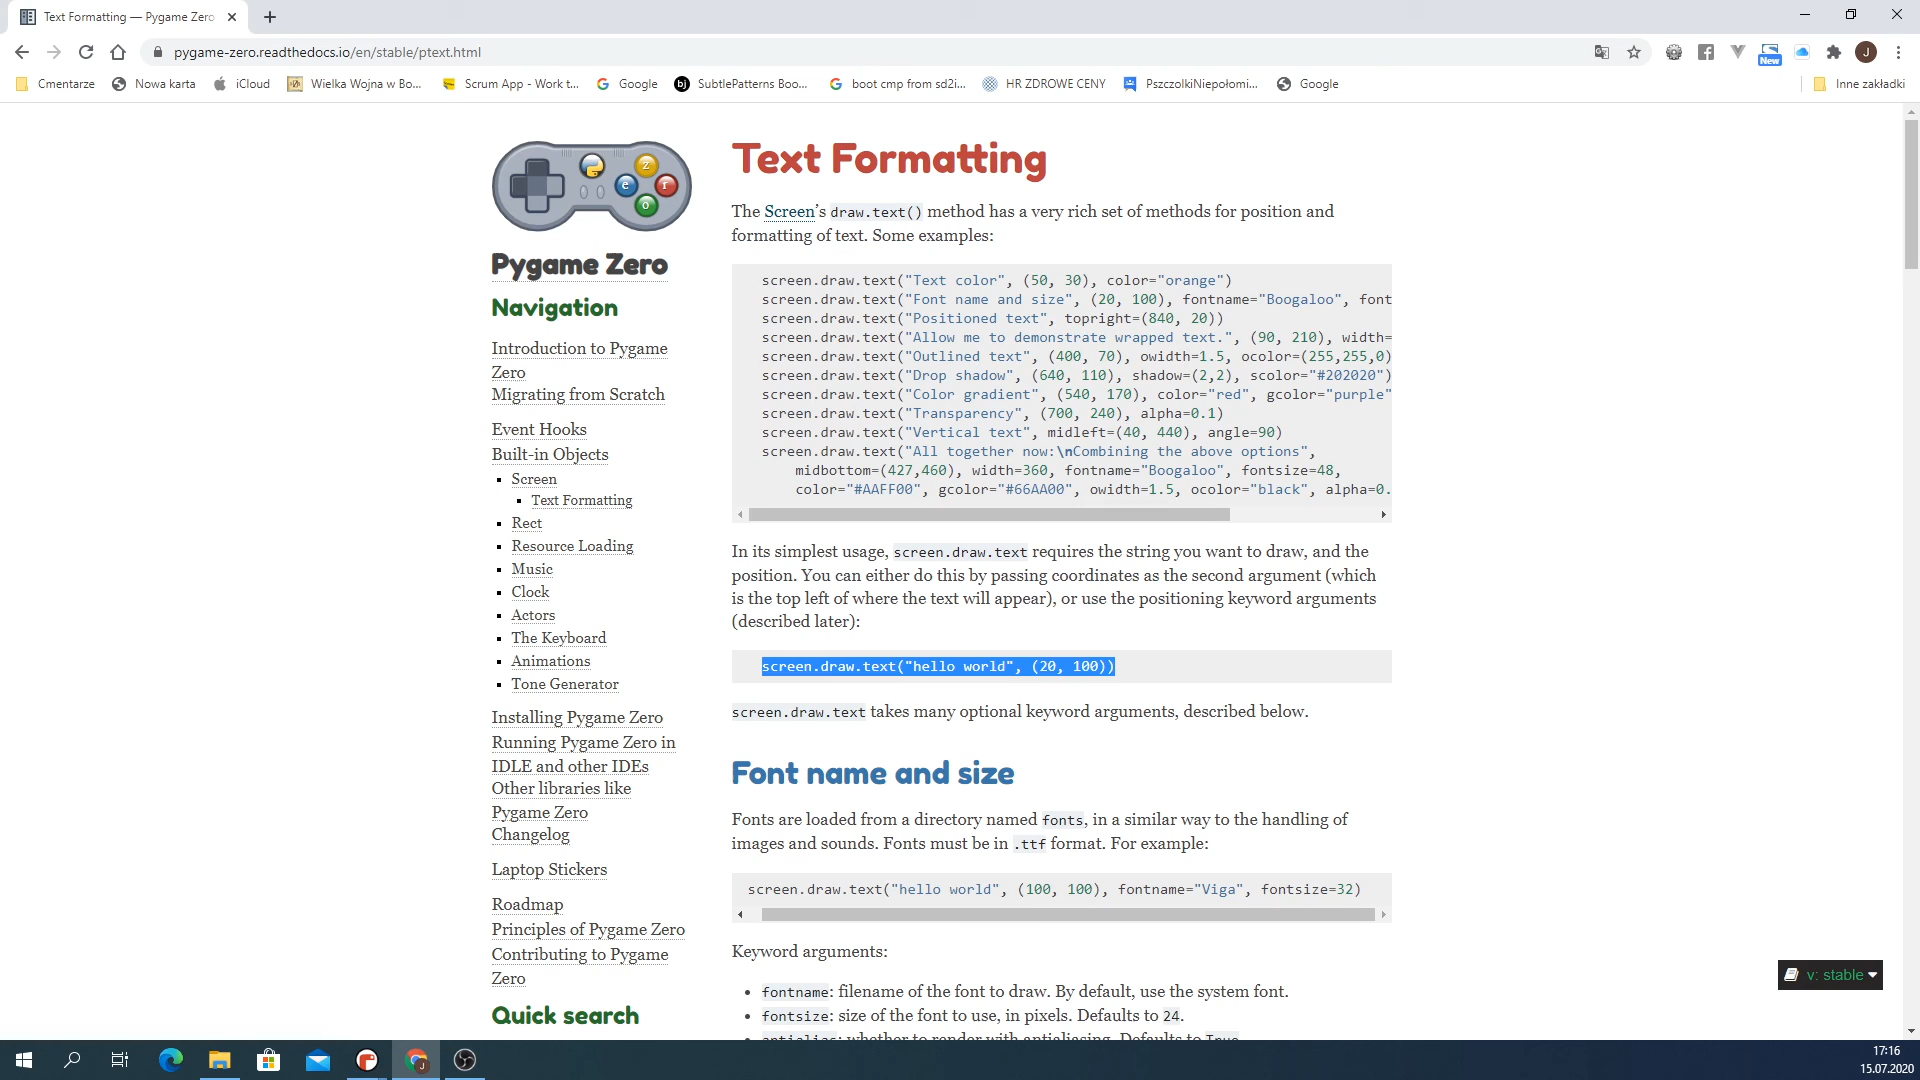 Text Formatting — Pygame Zero
pygame-zero.readthedocs.io/en/stable/ptext.html
J
New
Cmentarze
Nowa karta
iCloud
Wielka Wojna w Bo...
Scrum App - Work t...
Google
bj
SubtlePatterns Boo...
boot cmp from sd2i...
HR ZDROWE CENY
PszczolkiNiepołomi...
Google
Inne zakładki
z
e
r
o
Pygame Zero
Navigation
Introduction to Pygame
Zero
Migrating from Scratch
Event Hooks
Built-in Objects
Screen
Text Formatting
Rect
Resource Loading
Music
Clock
Actors
The Keyboard
Animations
Tone Generator
Installing Pygame Zero
Running Pygame Zero in
IDLE and other IDEs
Other libraries like
Pygame Zero
Changelog
Laptop Stickers
Roadmap
Principles of Pygame Zero
Contributing to Pygame
Zero
Quick search
Text Formatting
The Screen’s draw.text() method has a very rich set of methods for position and
formatting of text. Some examples:
screen.draw.text("Text color", (50, 30), color="orange")
screen.draw.text("Font name and size", (20, 100), fontname="Boogaloo", font
screen.draw.text("Positioned text", topright=(840, 20))
screen.draw.text("Allow me to demonstrate wrapped text.", (90, 210), width=
screen.draw.text("Outlined text", (400, 70), owidth=1.5, ocolor=(255,255,0)
screen.draw.text("Drop shadow", (640, 110), shadow=(2,2), scolor="#202020")
screen.draw.text("Color gradient", (540, 170), color="red", gcolor="purple"
screen.draw.text("Transparency", (700, 240), alpha=0.1)
screen.draw.text("Vertical text", midleft=(40, 440), angle=90)
screen.draw.text("All together now:\nCombining the above options",
midbottom=(427,460), width=360, fontname="Boogaloo", fontsize=48,
color="#AAFF00", gcolor="#66AA00", owidth=1.5, ocolor="black", alpha=0.
In its simplest usage, screen.draw.text requires the string you want to draw, and the
position. You can either do this by passing coordinates as the second argument (which
is the top left of where the text will appear), or use the positioning keyword arguments
(described later):
screen.draw.text("hello world", (20, 100))
screen.draw.text takes many optional keyword arguments, described below.
Font name and size
Fonts are loaded from a directory named fonts, in a similar way to the handling of
images and sounds. Fonts must be in .ttf format. For example:
screen.draw.text("hello world", (100, 100), fontname="Viga", fontsize=32)
Keyword arguments:
fontname: filename of the font to draw. By default, use the system font.
fontsize: size of the font to use, in pixels. Defaults to 24.
antialias: whether to render with antialiasing. Defaults to True.
v: stable
17:16
15.07.2020